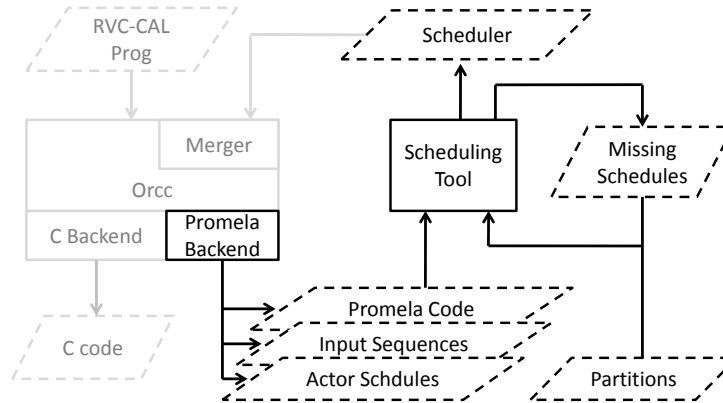 RVC-CAL
Prog
Scheduler
Merger
Scheduling
Tool
Missing
Schedules
Orcc
C Backend
Promela
Backend
Promela Code
Input Sequences
Actor Schdules
C code
Partitions